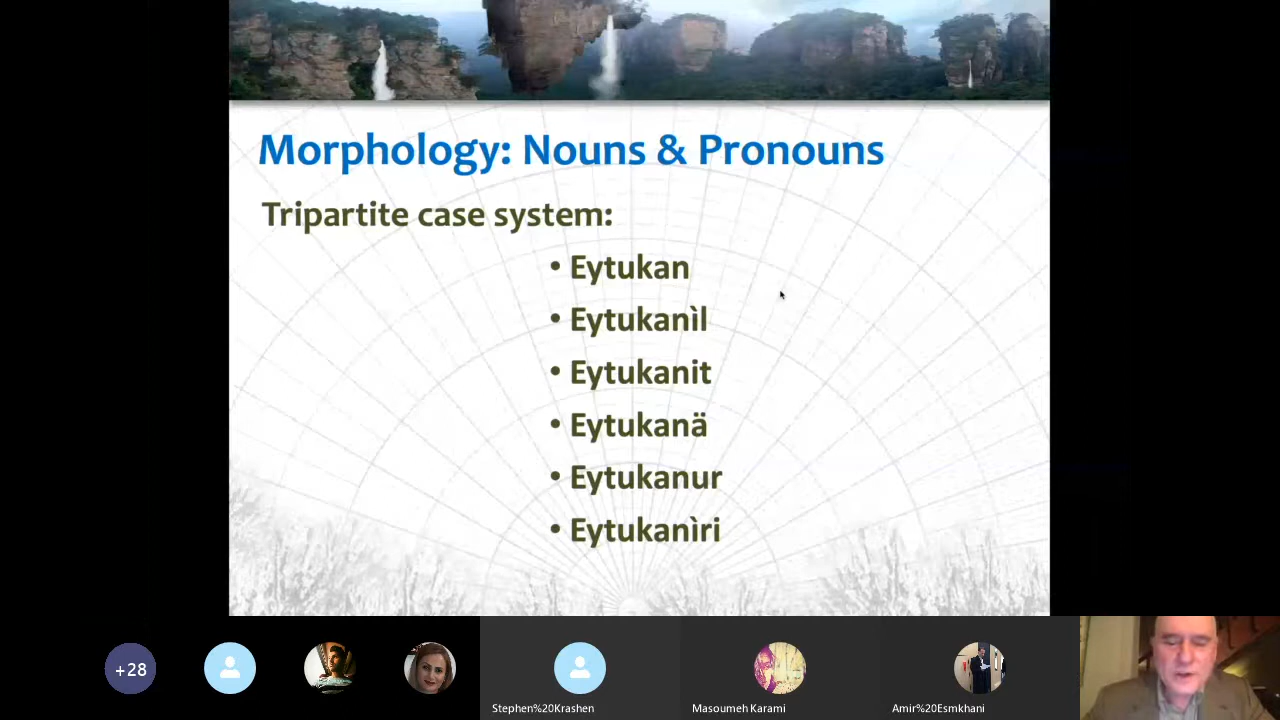 Morphology: Nouns & Pronouns
Tripartite case system:
• Eytukan
• Eytukanìl
• Eytukanit
• Eytukanä
• Eytukanur
• Eytukanìri
+28
Stephen%20Krashen
Masoumeh Karami
Amir%20Esmkhani